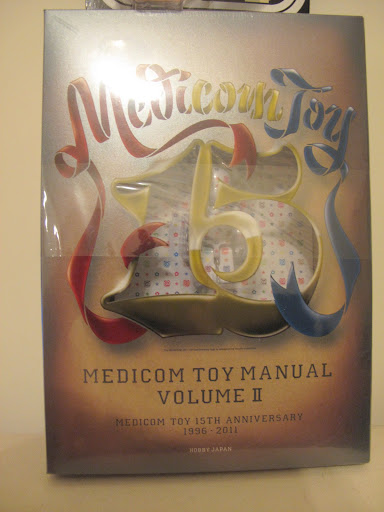 Medicom Toy
15
MEDICOM TOY MANUAL
VOLUME II
MEDICOM TOY 15TH ANNIVERSARY
1996 - 2011
HOBBY JAPAN